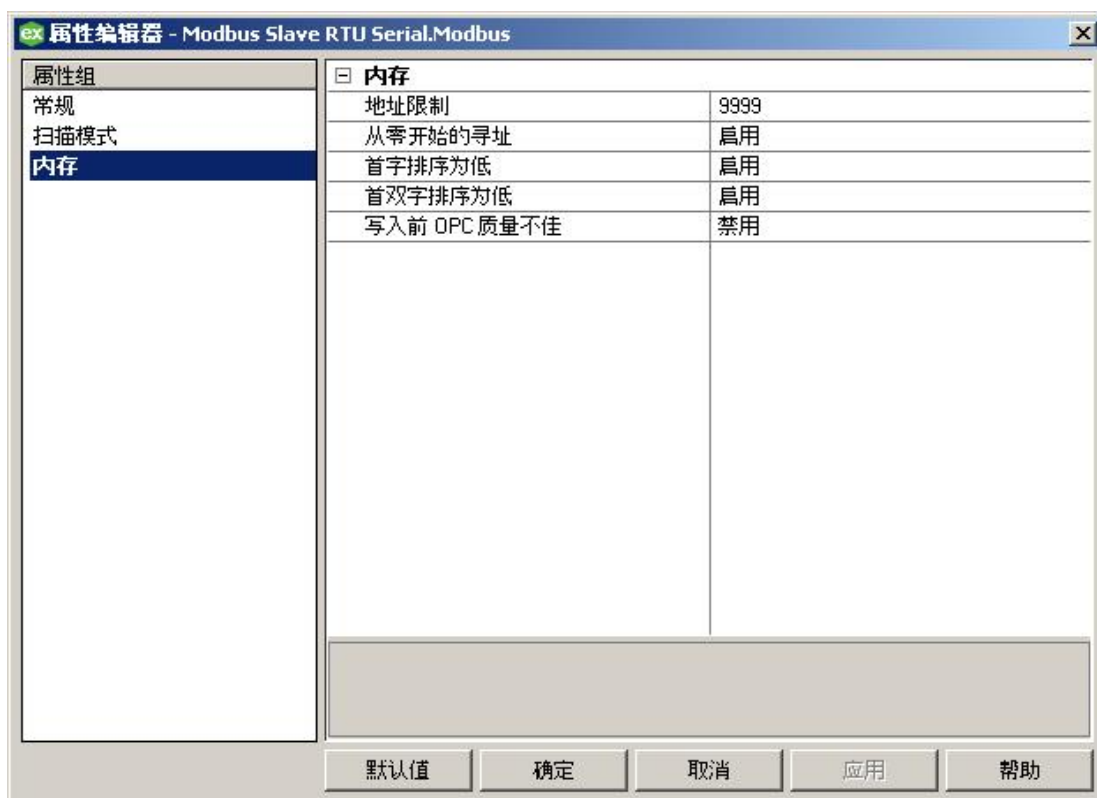 ex 属性编辑器 - Modbus Slave RTU Serial.Modbus
属性组
常规
扫描模式
内存
内存
地址限制 9999
从零开始的寻址 启用
首字排序为低 启用
首双字排序为低 启用
写入前 OPC 质量不佳 禁用
默认值 确定 取消 应用 帮助